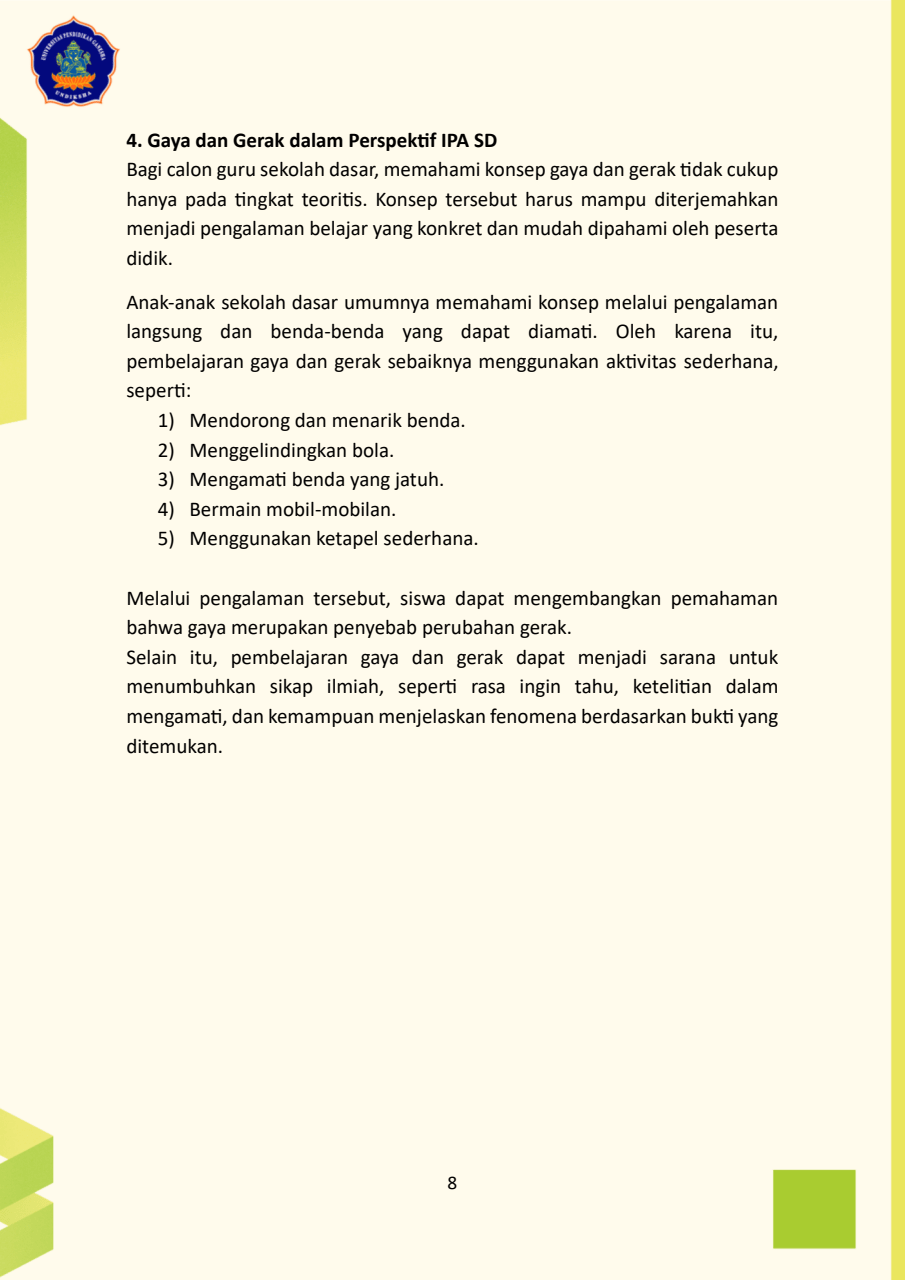 UNIVERSITAS PENDIDIKAN GANESHA
UNDIKSHA
4. Gaya dan Gerak dalam Perspektif IPA SD
Bagi calon guru sekolah dasar, memahami konsep gaya dan gerak tidak cukup
hanya pada tingkat teoritis. Konsep tersebut harus mampu diterjemahkan
menjadi pengalaman belajar yang konkret dan mudah dipahami oleh peserta
didik.
Anak-anak sekolah dasar umumnya memahami konsep melalui pengalaman
langsung dan benda-benda yang dapat diamati. Oleh karena itu,
pembelajaran gaya dan gerak sebaiknya menggunakan aktivitas sederhana,
seperti:
1) Mendorong dan menarik benda.
2) Menggelindingkan bola.
3) Mengamati benda yang jatuh.
4) Bermain mobil-mobilan.
5) Menggunakan ketapel sederhana.
Melalui pengalaman tersebut, siswa dapat mengembangkan pemahaman
bahwa gaya merupakan penyebab perubahan gerak.
Selain itu, pembelajaran gaya dan gerak dapat menjadi sarana untuk
menumbuhkan sikap ilmiah, seperti rasa ingin tahu, ketelitian dalam
mengamati, dan kemampuan menjelaskan fenomena berdasarkan bukti yang
ditemukan.
8